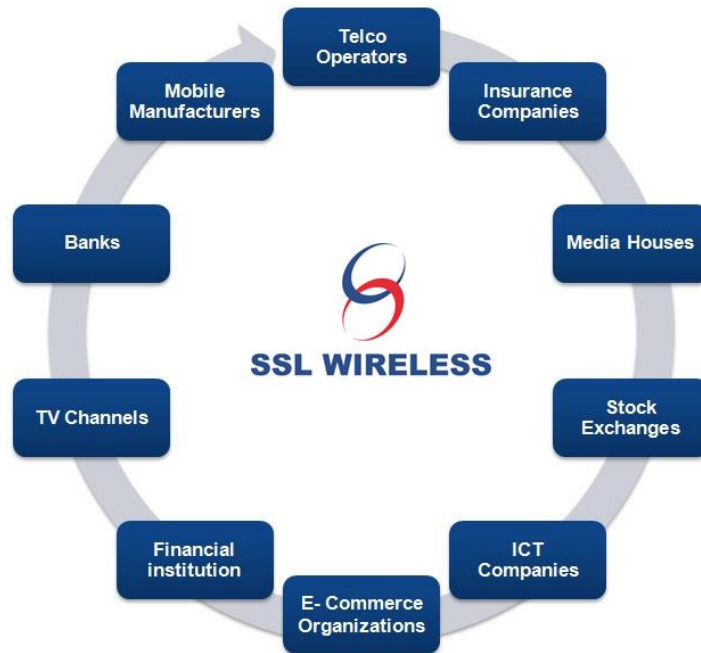 Telco
Operators
Insurance
Companies
Media Houses
Stock
Exchanges
ICT
Companies
E- Commerce
Organizations
Financial
institution
TV Channels
Banks
Mobile
Manufacturers
SSL WIRELESS